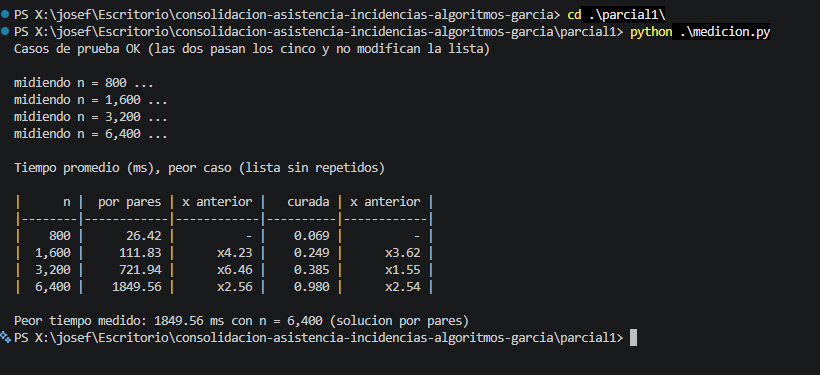 PS X:\josef\Escritorio\consolidacion-asistencia-incidencias-algoritmos-garcia> cd .\parcial1\
PS X:\josef\Escritorio\consolidacion-asistencia-incidencias-algoritmos-garcia\parcial1> python .\medicion.py
Casos de prueba OK (las dos pasan los cinco y no modifican la lista)
midiendo n = 800 ...
midiendo n = 1,600 ...
midiendo n = 3,200 ...
midiendo n = 6,400 ...
Tiempo promedio (ms), peor caso (lista sin repetidos)
|      n |  por pares | x anterior |   curada | x anterior |
|--------|------------|------------|----------|------------|
|    800 |      26.42 |          - |    0.069 |          - |
|  1,600 |     111.83 |      x4.23 |    0.249 |      x3.62 |
|  3,200 |     721.94 |      x6.46 |    0.385 |      x1.55 |
|  6,400 |    1849.56 |      x2.56 |    0.980 |      x2.54 |
Peor tiempo medido: 1849.56 ms con n = 6,400 (solucion por pares)
PS X:\josef\Escritorio\consolidacion-asistencia-incidencias-algoritmos-garcia\parcial1>